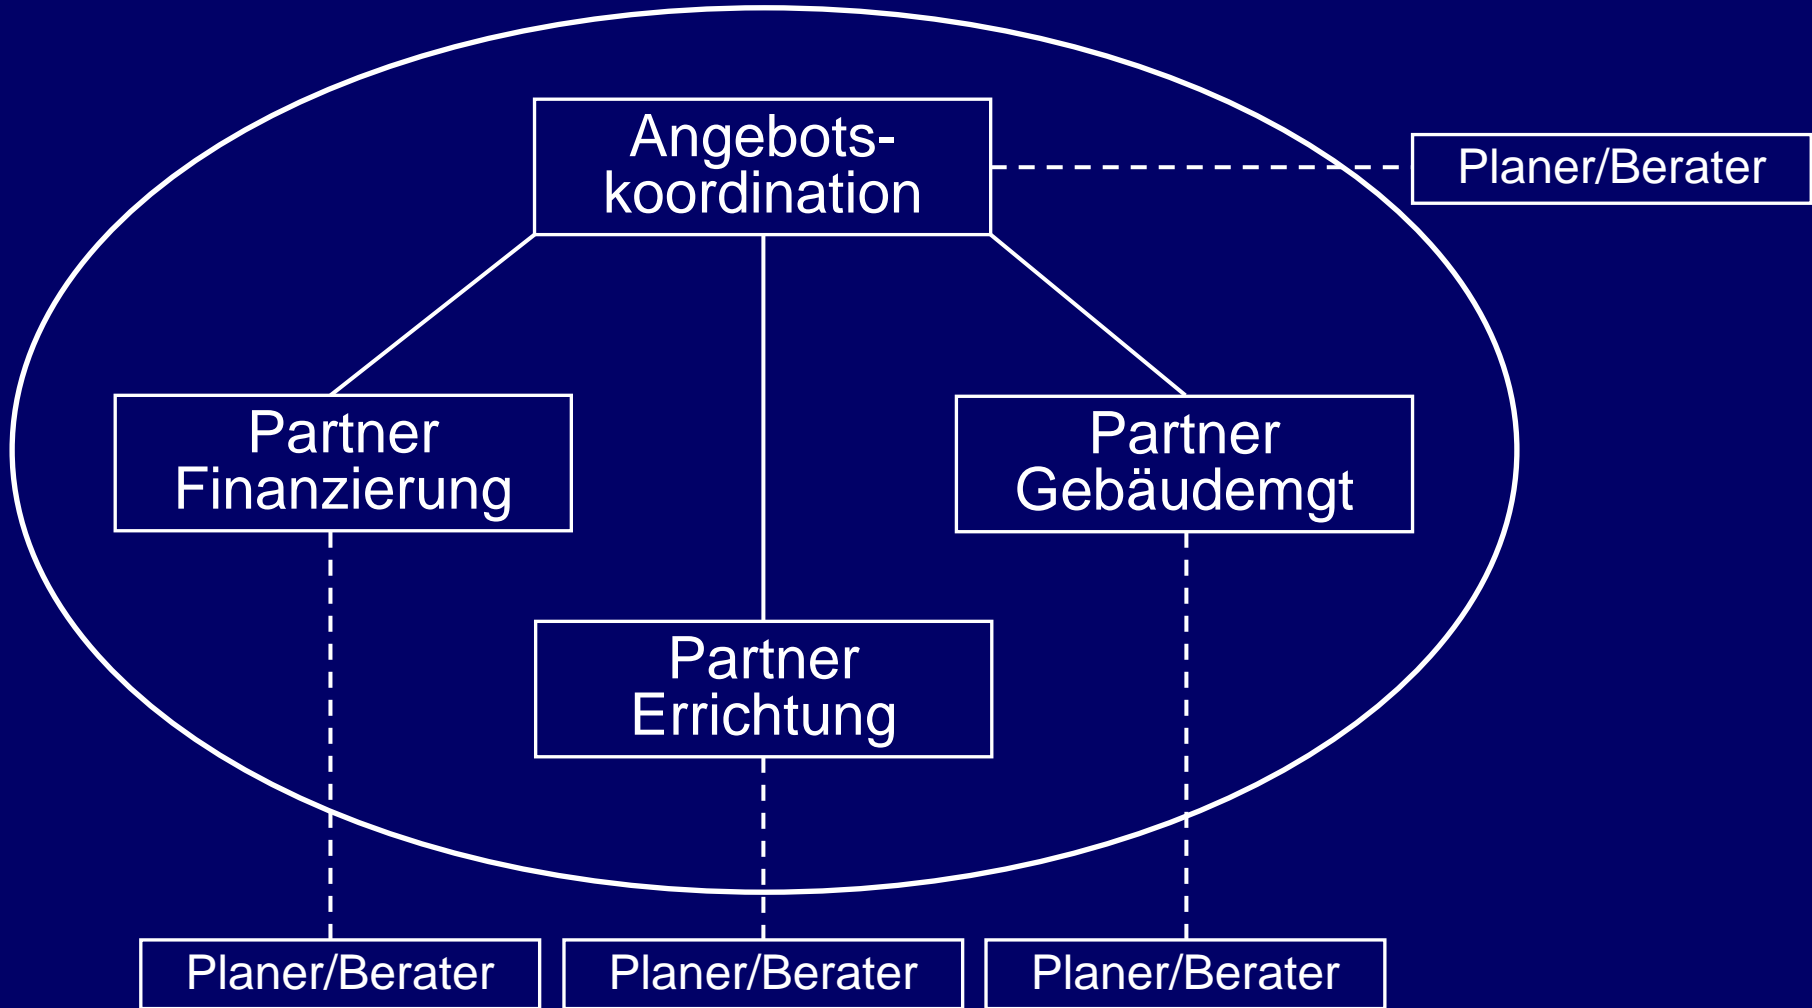 Angebots-
koordination
Planer/Berater
Partner
Finanzierung
Partner
Gebäudemgt
Partner
Errichtung
Planer/Berater
Planer/Berater
Planer/Berater